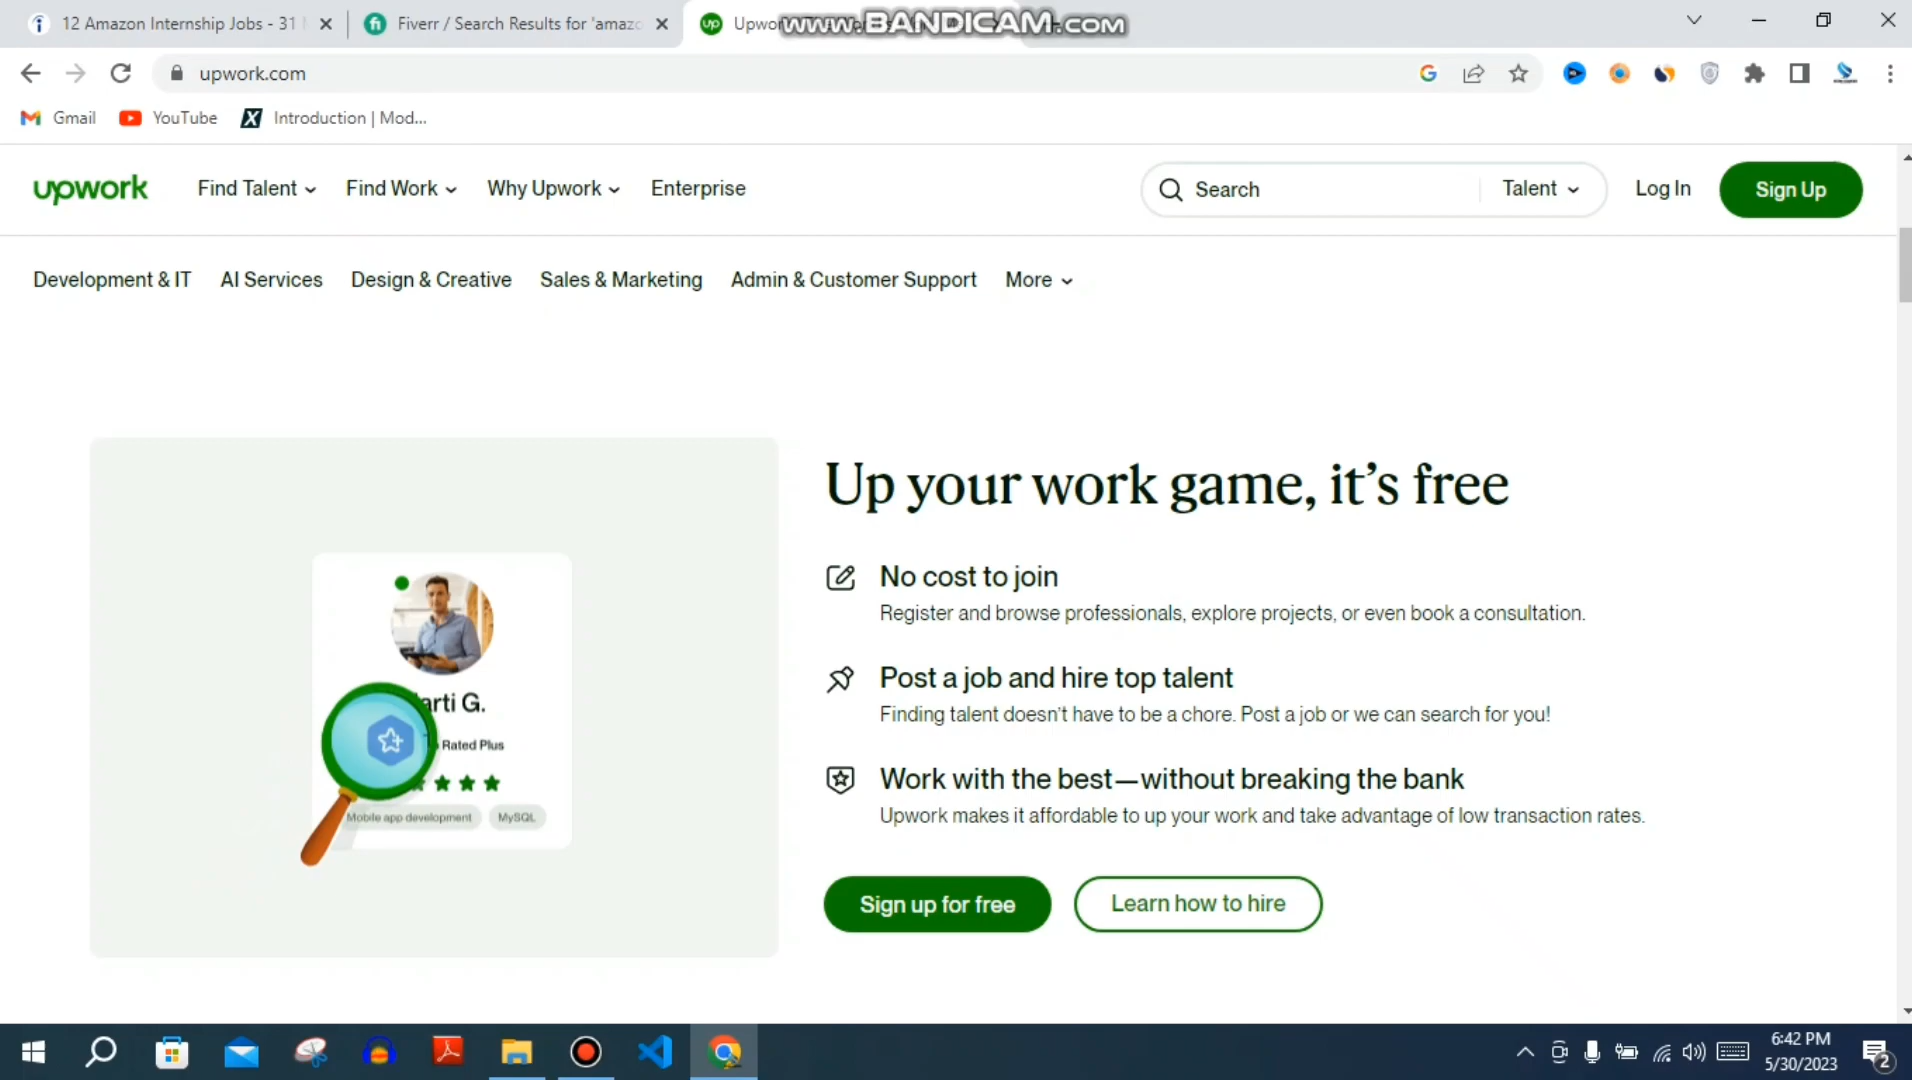 12 Amazon Internship Jobs - 31
Fiverr / Search Results for 'amazo
Upwo
www.BANDICAM.com
upwork.com
Gmail
YouTube
Introduction | Mod...
upwork
Find Talent
Find Work
Why Upwork
Enterprise
Search
Talent
Log In
Sign Up
Development & IT
AI Services
Design & Creative
Sales & Marketing
Admin & Customer Support
More
arti G.
Rated Plus
Mobile app development
MySQL
Up your work game, it's free
No cost to join
Register and browse professionals, explore projects, or even book a consultation.
Post a job and hire top talent
Finding talent doesn't have to be a chore. Post a job or we can search for you!
Work with the best—without breaking the bank
Upwork makes it affordable to up your work and take advantage of low transaction rates.
Sign up for free
Learn how to hire
6:42 PM
5/30/2023
2